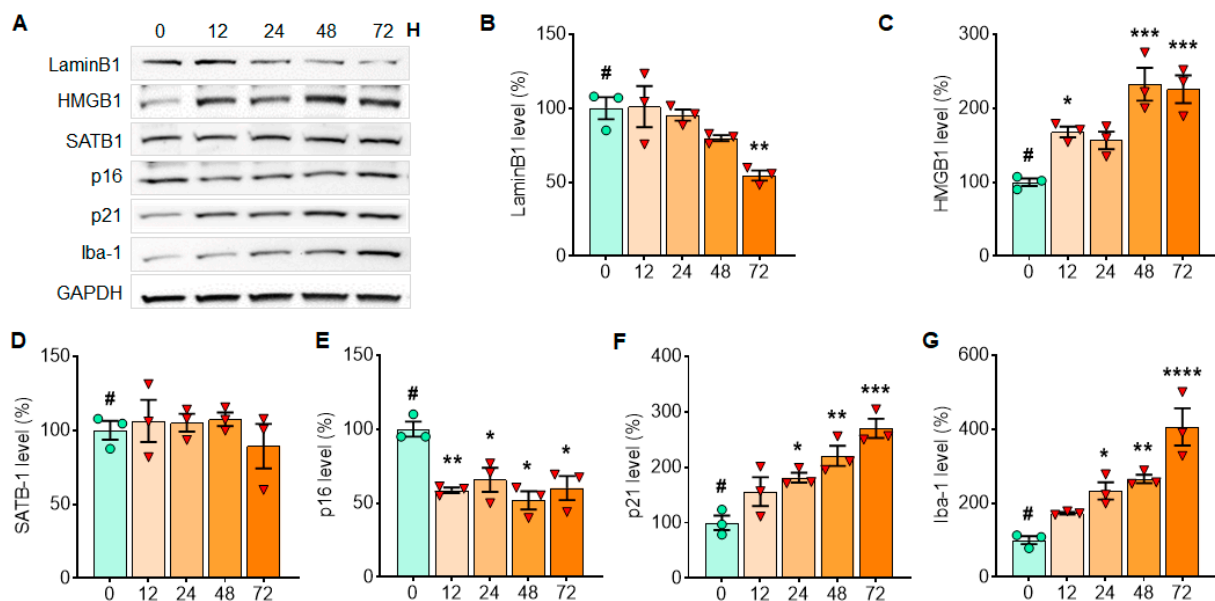 A
0 12 24 48 72 H
LaminB1
HMGB1
SATB1
p16
p21
Iba-1
GAPDH
B
LaminB1 level (%)
150
100
50
0
#
**
0 12 24 48 72
C
HMGB1 level (%)
300
200
100
0
#
*
***
***
0 12 24 48 72
D
SATB-1 level (%)
150
100
50
0
#
0 12 24 48 72
E
p16 level (%)
150
100
50
0
#
**
*
*
*
0 12 24 48 72
F
p21 level (%)
400
300
200
100
0
#
*
**
***
0 12 24 48 72
G
Iba-1 level (%)
600
400
200
0
#
*
**
****
0 12 24 48 72